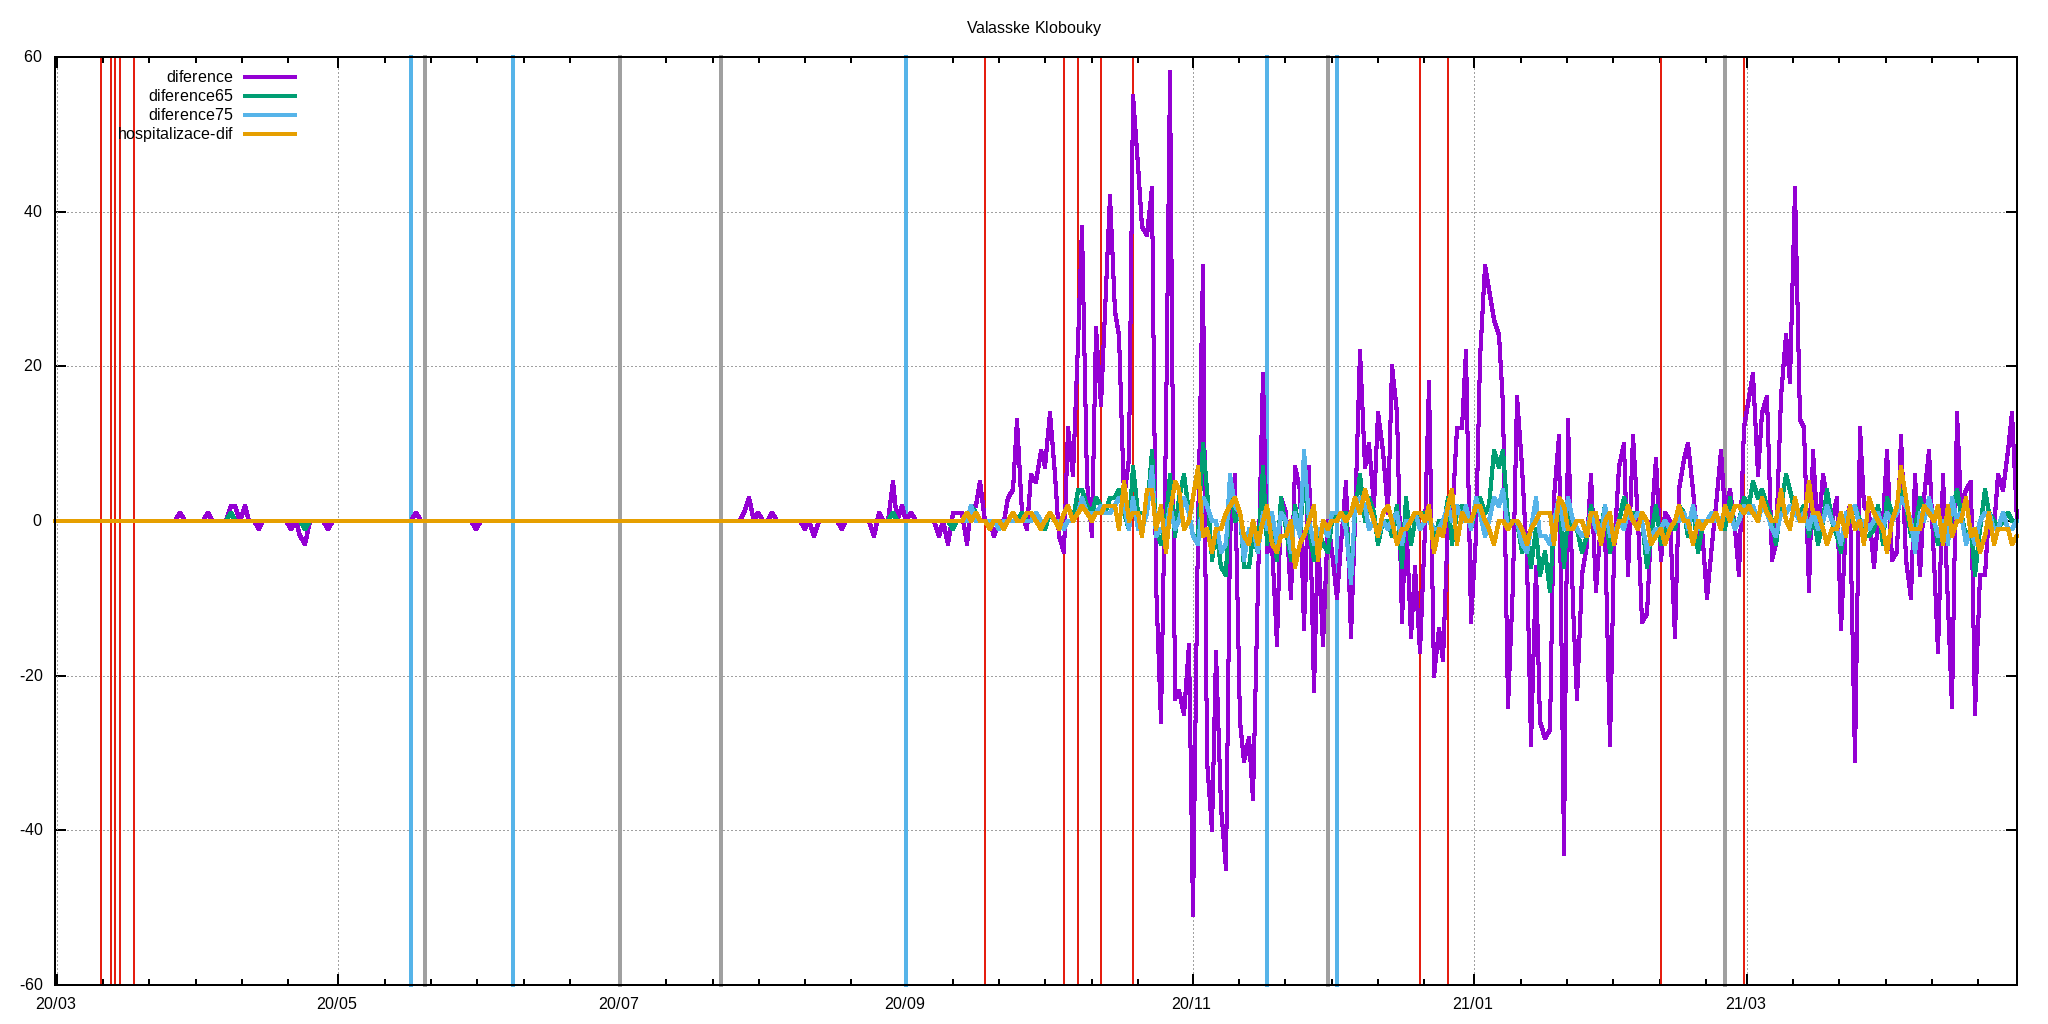 Valasske Klobouky
60
diference
diference65
diference75
hospitalizace-dif
40
20
0
-20
-40
-60
20/03 20/05 20/07 20/09 20/11 21/01 21/03